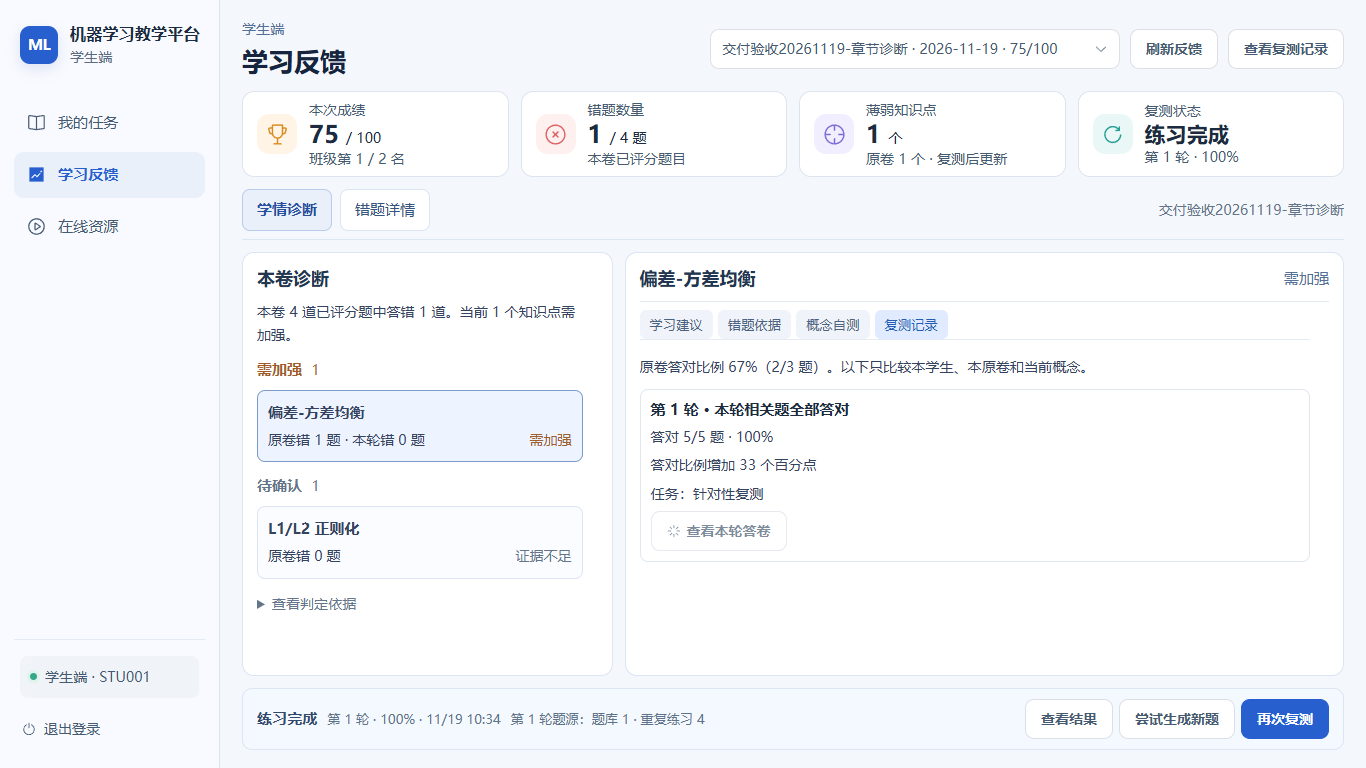 ML
机器学习教学平台
学生端
我的任务
学习反馈
在线资源
学生端 · STU001
退出登录
学生端
学习反馈
交付验收20261119-章节诊断 · 2026-11-19 · 75/100
刷新反馈
查看复测记录
本次成绩
75 / 100
班级第 1 / 2 名
错题数量
1 / 4 题
本卷已评分题目
薄弱知识点
1 个
原卷 1 个 · 复测后更新
复测状态
练习完成
第 1 轮 · 100%
学情诊断
错题详情
交付验收20261119-章节诊断
本卷诊断
本卷 4 道已评分题中答错 1 道。当前 1 个知识点需
加强。
需加强 1
偏差-方差均衡
原卷错 1 题 · 本轮错 0 题 需加强
待确认 1
L1/L2 正则化
原卷错 0 题 证据不足
▶ 查看判定依据
偏差-方差均衡 需加强
学习建议 错题依据 概念自测 复测记录
原卷答对比例 67%（2/3 题）。以下只比较本学生、本原卷和当前概念。
第 1 轮 • 本轮相关题全部答对
答对 5/5 题 · 100%
答对比例增加 33 个百分点
任务：针对性复测
查看本轮答卷
练习完成 第 1 轮 · 100% · 11/19 10:34 第 1 轮题源：题库 1 · 重复练习 4
查看结果
尝试生成新题
再次复测